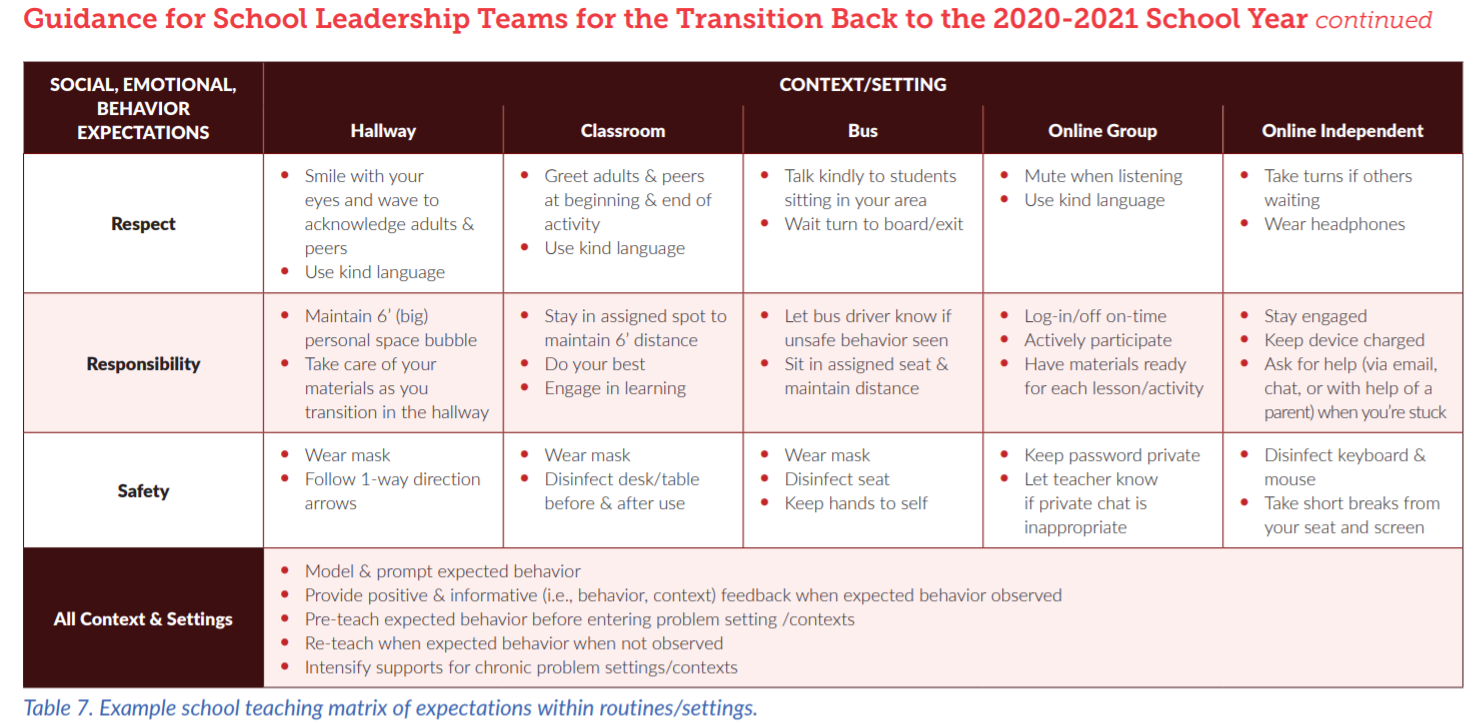 Guidance for School Leadership Teams for the Transition Back to the 2020-2021 School Year continued
SOCIAL, EMOTIONAL,
BEHAVIOR
EXPECTATIONS
CONTEXT/SETTING
Hallway
Classroom
Bus
Online Group
Online Independent
Respect
• Smile with your
eyes and wave to
acknowledge adults &
peers
• Use kind language
• Greet adults & peers
at beginning & end of
activity
• Use kind language
• Talk kindly to students
sitting in your area
• Wait turn to board/exit
• Mute when listening
• Use kind language
• Take turns if others
waiting
• Wear headphones
Responsibility
• Maintain 6’ (big)
personal space bubble
• Take care of your
materials as you
transition in the hallway
• Stay in assigned spot to
maintain 6’ distance
• Do your best
• Engage in learning
• Let bus driver know if
unsafe behavior seen
• Sit in assigned seat &
maintain distance
• Log-in/off on-time
• Actively participate
• Have materials ready
for each lesson/activity
• Stay engaged
• Keep device charged
• Ask for help (via email,
chat, or with help of a
parent) when you’re stuck
Safety
• Wear mask
• Follow 1-way direction
arrows
• Wear mask
• Disinfect desk/table
before & after use
• Wear mask
• Disinfect seat
• Keep hands to self
• Keep password private
• Let teacher know
if private chat is
inappropriate
• Disinfect keyboard &
mouse
• Take short breaks from
your seat and screen
All Context & Settings
• Model & prompt expected behavior
• Provide positive & informative (i.e., behavior, context) feedback when expected behavior observed
• Pre-teach expected behavior before entering problem setting /contexts
• Re-teach when expected behavior when not observed
• Intensify supports for chronic problem settings/contexts
Table 7. Example school teaching matrix of expectations within routines/settings.